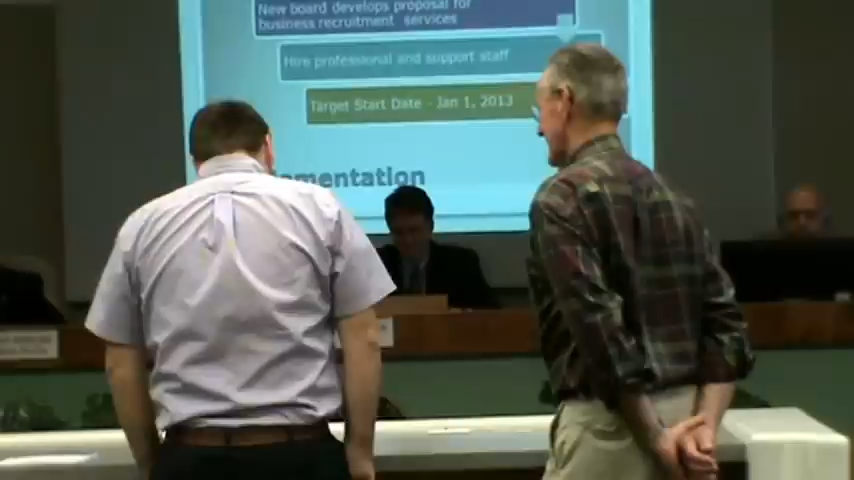 New board develops proposal for
business recruitment services
Hire professional and support staff
Target Start Date - Jan 1, 2013
mentation